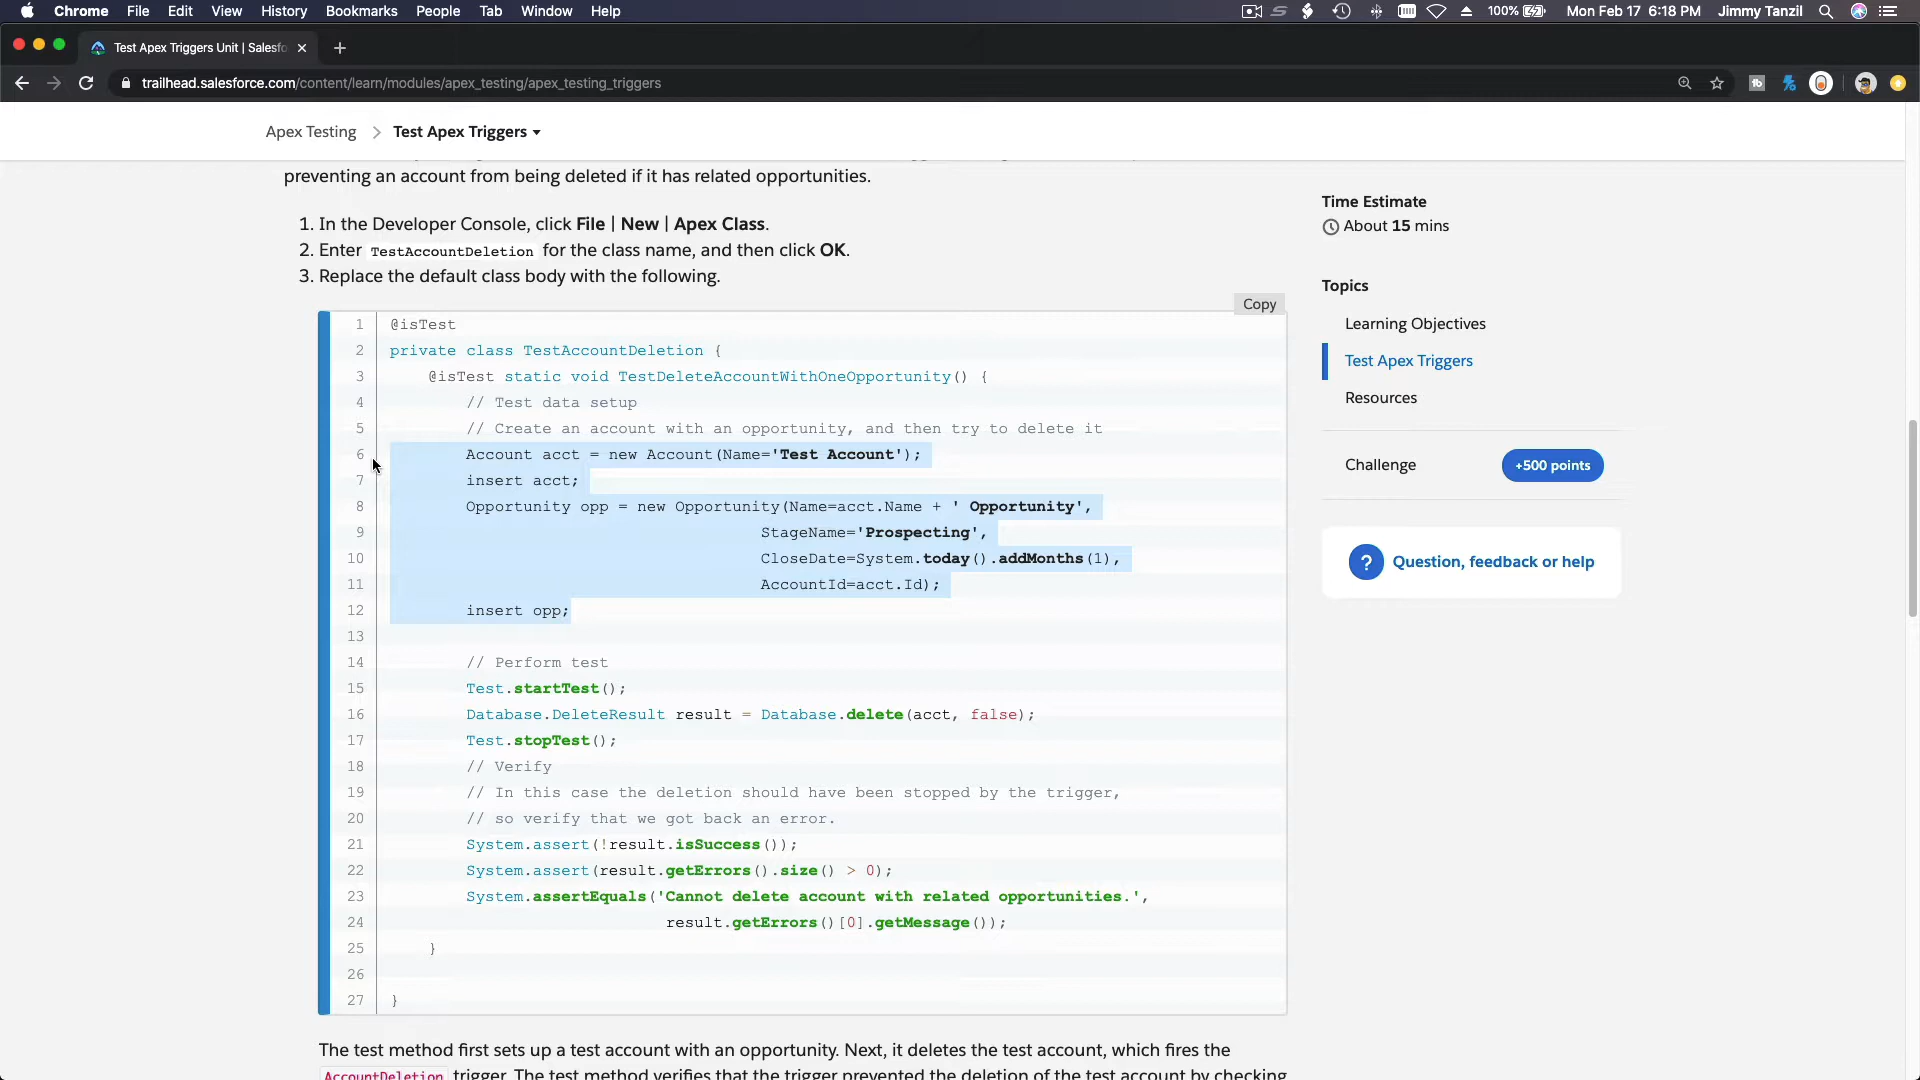 Chrome File Edit View History Bookmarks People Tab Window Help 100% Mon Feb 17 6:18 PM Jimmy Tanzil
Test Apex Triggers Unit | Salesfo
trailhead.salesforce.com/content/learn/modules/apex_testing/apex_testing_triggers
Apex Testing > Test Apex Triggers
preventing an account from being deleted if it has related opportunities.
1. In the Developer Console, click File | New | Apex Class.
2. Enter TestAccountDeletion for the class name, and then click OK.
3. Replace the default class body with the following.
Copy
1 @isTest
2 private class TestAccountDeletion {
3     @isTest static void TestDeleteAccountWithOneOpportunity() {
4         // Test data setup
5         // Create an account with an opportunity, and then try to delete it
6         Account acct = new Account(Name='Test Account');
7         insert acct;
8         Opportunity opp = new Opportunity(Name=acct.Name + ' Opportunity',
9                                        StageName='Prospecting',
10                                       CloseDate=System.today().addMonths(1),
11                                       AccountId=acct.Id);
12        insert opp;
13
14        // Perform test
15        Test.startTest();
16        Database.DeleteResult result = Database.delete(acct, false);
17        Test.stopTest();
18        // Verify
19        // In this case the deletion should have been stopped by the trigger,
20        // so verify that we got back an error.
21        System.assert(!result.isSuccess());
22        System.assert(result.getErrors().size() > 0);
23        System.assertEquals('Cannot delete account with related opportunities.',
24                             result.getErrors()[0].getMessage());
25    }
26
27 }
The test method first sets up a test account with an opportunity. Next, it deletes the test account, which fires the
AccountDeletion trigger. The test method verifies that the trigger prevented the deletion of the test account by checking
Time Estimate
About 15 mins
Topics
Learning Objectives
Test Apex Triggers
Resources
Challenge +500 points
? Question, feedback or help